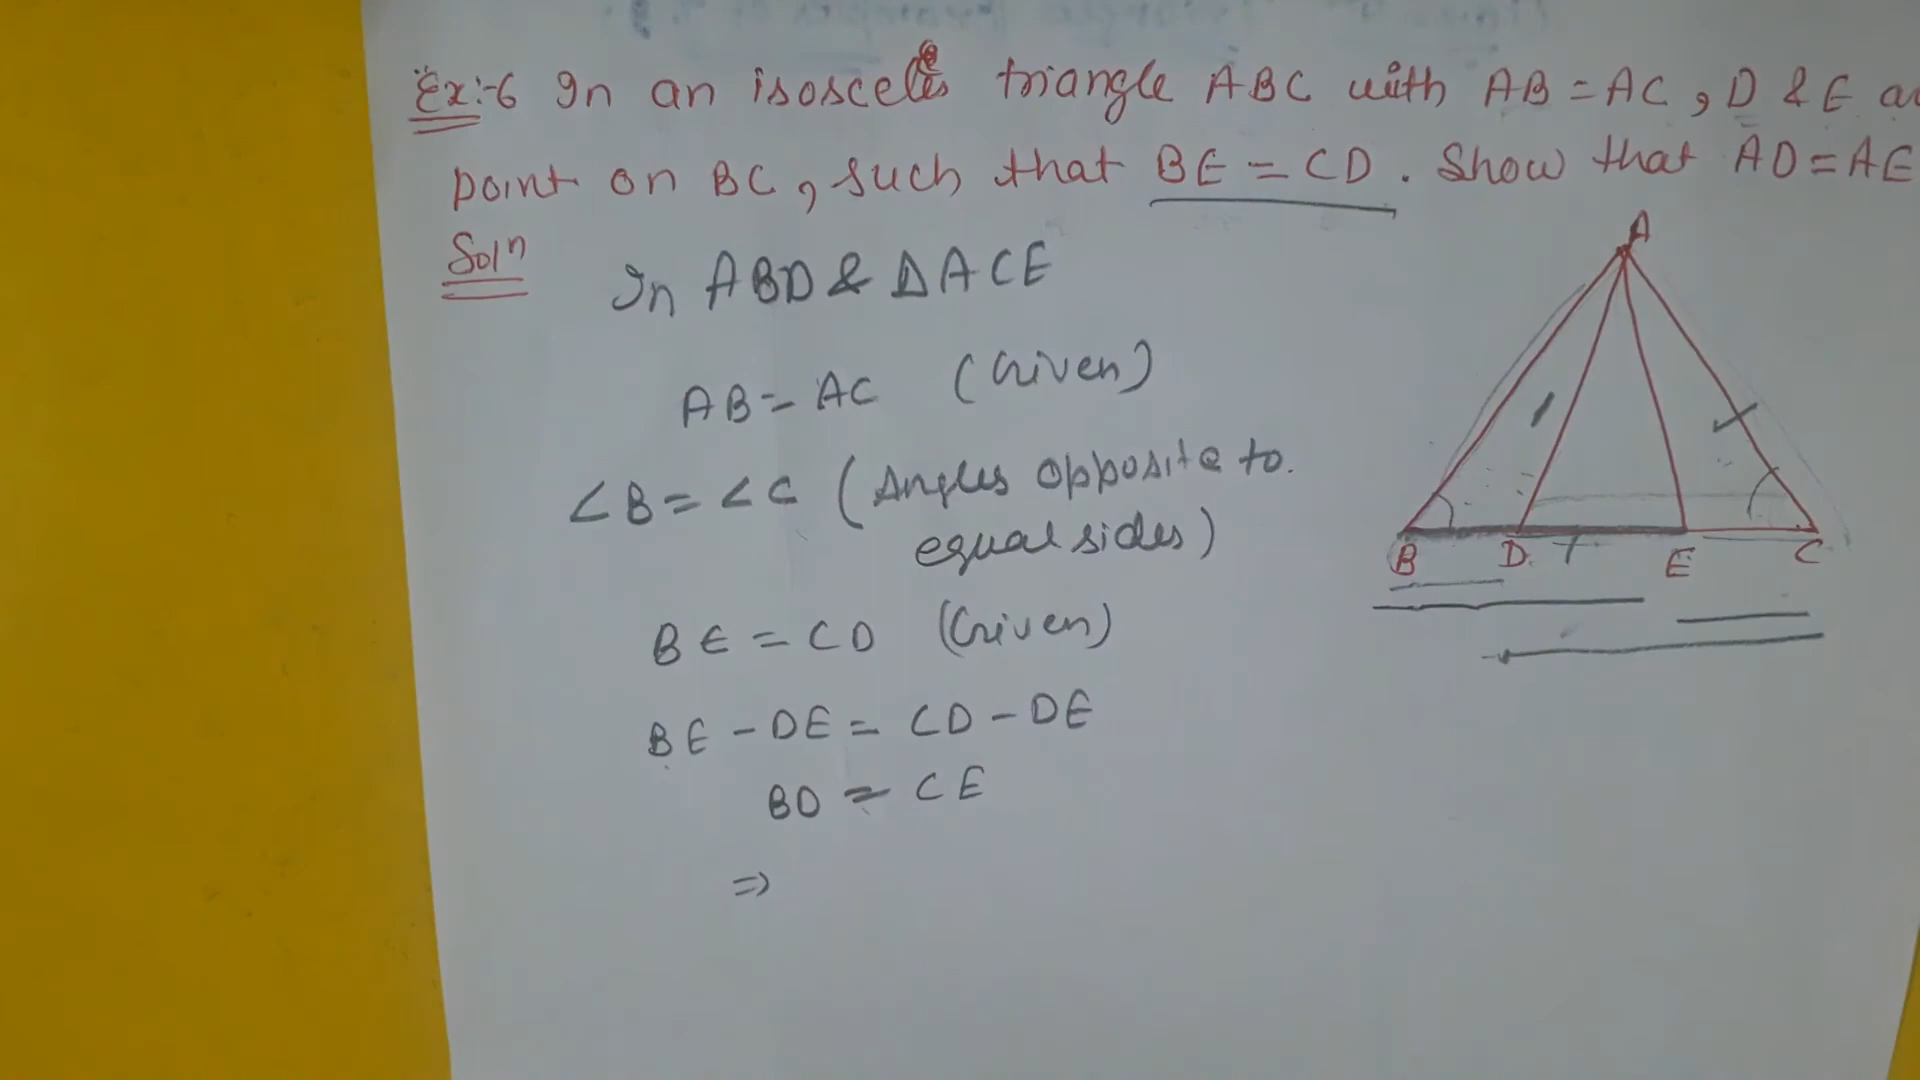 Ex:-6 In an isosceles triangle ABC with AB = AC, D & E
point on BC, such that BE = CD. Show that AD = AE
Soln
In ABD & ΔACE
AB = AC (Given)
∠B = ∠C (Angles opposite to.
equal sides)
BE = CD (Given)
BE - DE = CD - DE
BD = CE
⇒
A
B D E C